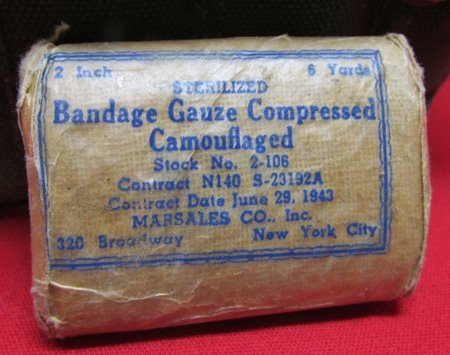 2 Inch 6 Yards
STERILIZED
Bandage Gauze Compressed
Camouflaged
Stock No. 2-106
Contract N140 S-23192A
Contract Date June 29, 1943
MARSALES CO., Inc.
320 Broadway New York City